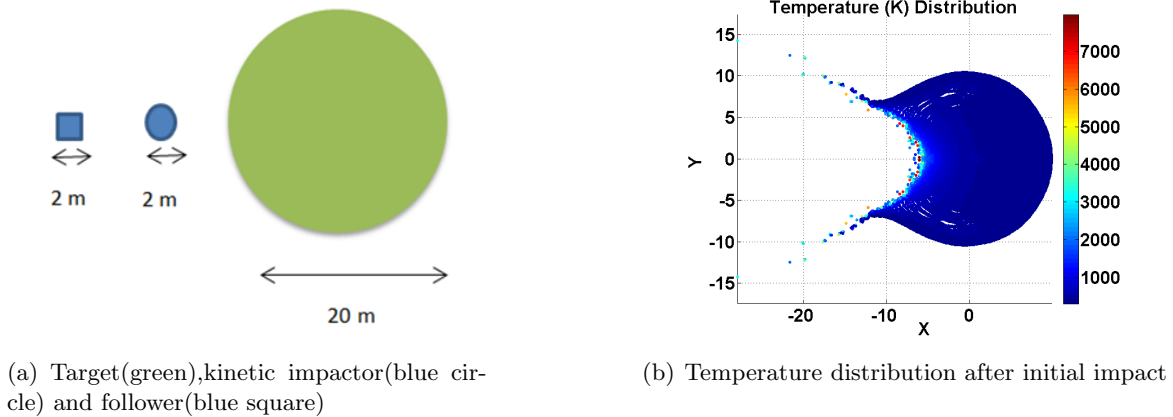 2 m
2 m
20 m
Temperature (K) Distribution
15
10
5
0
-5
-10
-15
Y
-20
-10
0
X
7000
6000
5000
4000
3000
2000
1000
(a) Target(green),kinetic impactor(blue cir-
cle) and follower(blue square)
(b) Temperature distribution after initial impact